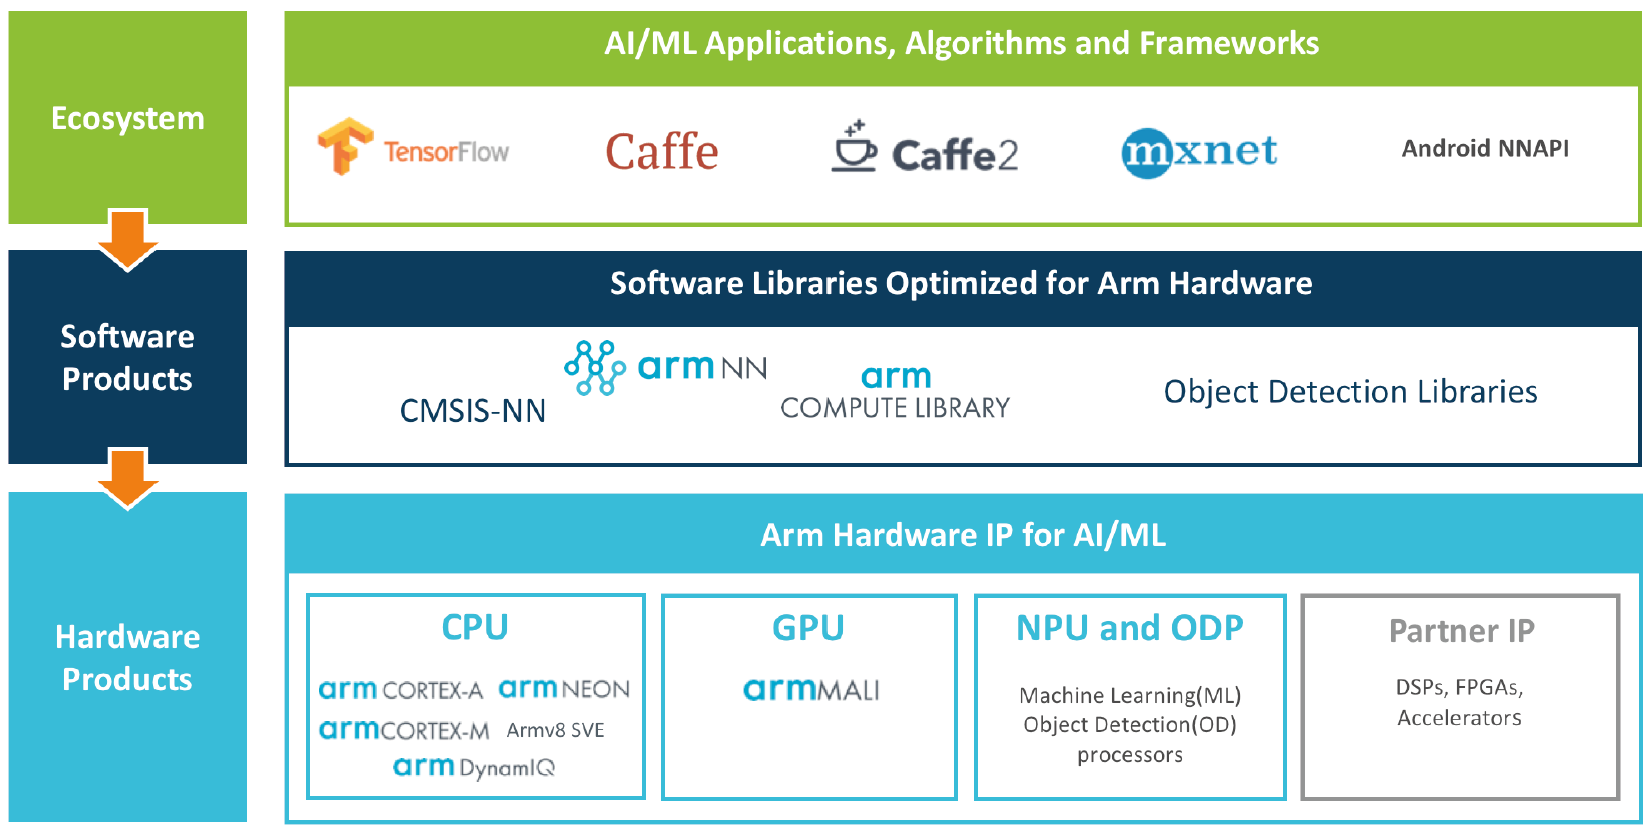 Ecosystem
AI/ML Applications, Algorithms and Frameworks
TensorFlow
Caffe
Caffe2
mxnet
Android NNAPI
Software
Products
Software Libraries Optimized for Arm Hardware
CMSIS-NN
arm NN
arm
COMPUTE LIBRARY
Object Detection Libraries
Hardware
Products
Arm Hardware IP for AI/ML
CPU
arm CORTEX-A arm NEON
arm CORTEX-M Armv8 SVE
arm DynamIQ
GPU
arm MALI
NPU and ODP
Machine Learning(ML)
Object Detection(OD)
processors
Partner IP
DSPs, FPGAs,
Accelerators